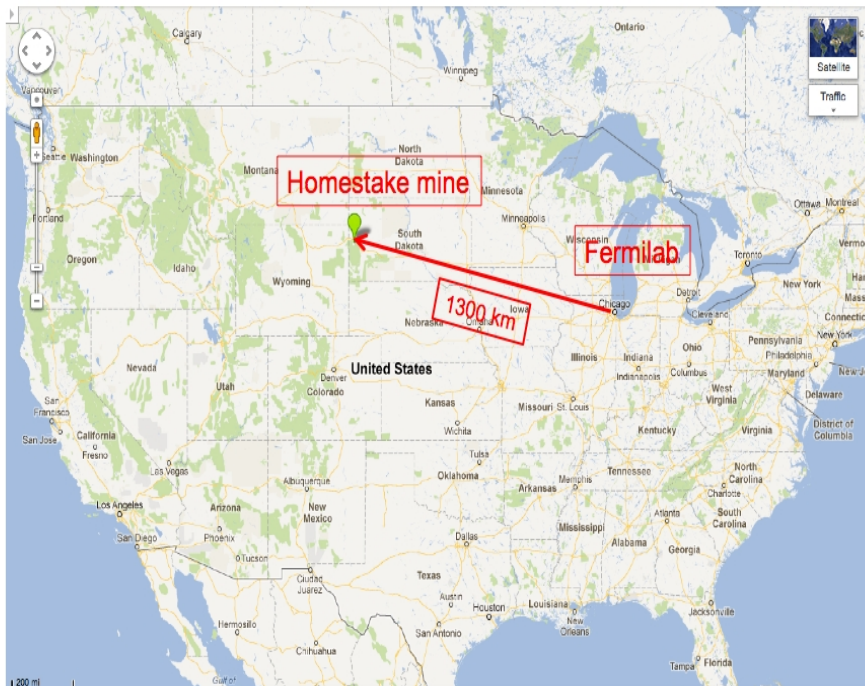 Calgary
Ontario
Satellite
Winnipeg
Vancouver
Traffic
Seattle
Washington
North
Dakota
Montana
Homestake mine
Minnesota
Ottawa
Montreal
Portland
Minneapolis
South
Dakota
Wisconsin
Fermilab
Toronto
Oregon
Idaho
Wyoming
New York
1300 km
Iowa
Chicago
Detroit
Cleveland
Nebraska
Omaha
Pennsylvania
New York
Nevada
United States
Illinois
Indiana
Ohio
Philadelphia
Utah
Denver
Colorado
Indianapolis
Columbus
Maryland
San
Francisco
Kansas
West
Virginia
Delaware
San Jose
California
Missouri
St. Louis
District of
Columbia
Fresno
Wichita
Kentucky
Virginia
Las Vegas
Tulsa
Albuquerque
Oklahoma
Tennessee
North
Carolina
Los Angeles
Arizona
New
Mexico
Arkansas
Memphis
Charlotte
South
Carolina
Phoenix
Mississippi
Atlanta
San Diego
Dallas
Alabama
Georgia
Tucson
Texas
Ciudad
Juarez
Austin
Louisiana
Jacksonville
Hermosillo
Houston
New
Orleans
San Antonio
Chihuahua
Tampa
Florida
200 mi
Gulf of